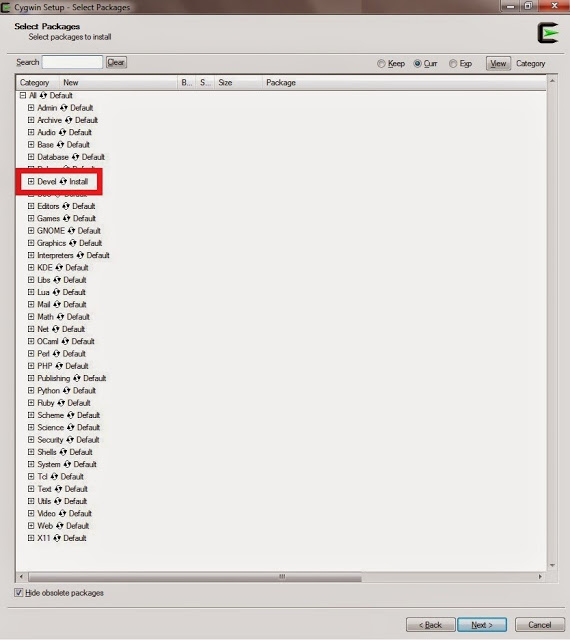 Cygwin Setup - Select Packages
Select Packages
Select packages to install
Search Clear Keep Curr Exp View Category
Category New B... S... Size Package
All Default
Admin Default
Archive Default
Audio Default
Base Default
Database Default
Devel Install
Editors Default
Games Default
GNOME Default
Graphics Default
Interpreters Default
KDE Default
Libs Default
Lua Default
Mail Default
Math Default
Net Default
OCaml Default
Perl Default
PHP Default
Publishing Default
Python Default
Ruby Default
Scheme Default
Science Default
Security Default
Shells Default
System Default
Tcl Default
Text Default
Utils Default
Video Default
Web Default
X11 Default
Hide obsolete packages
< Back Next > Cancel